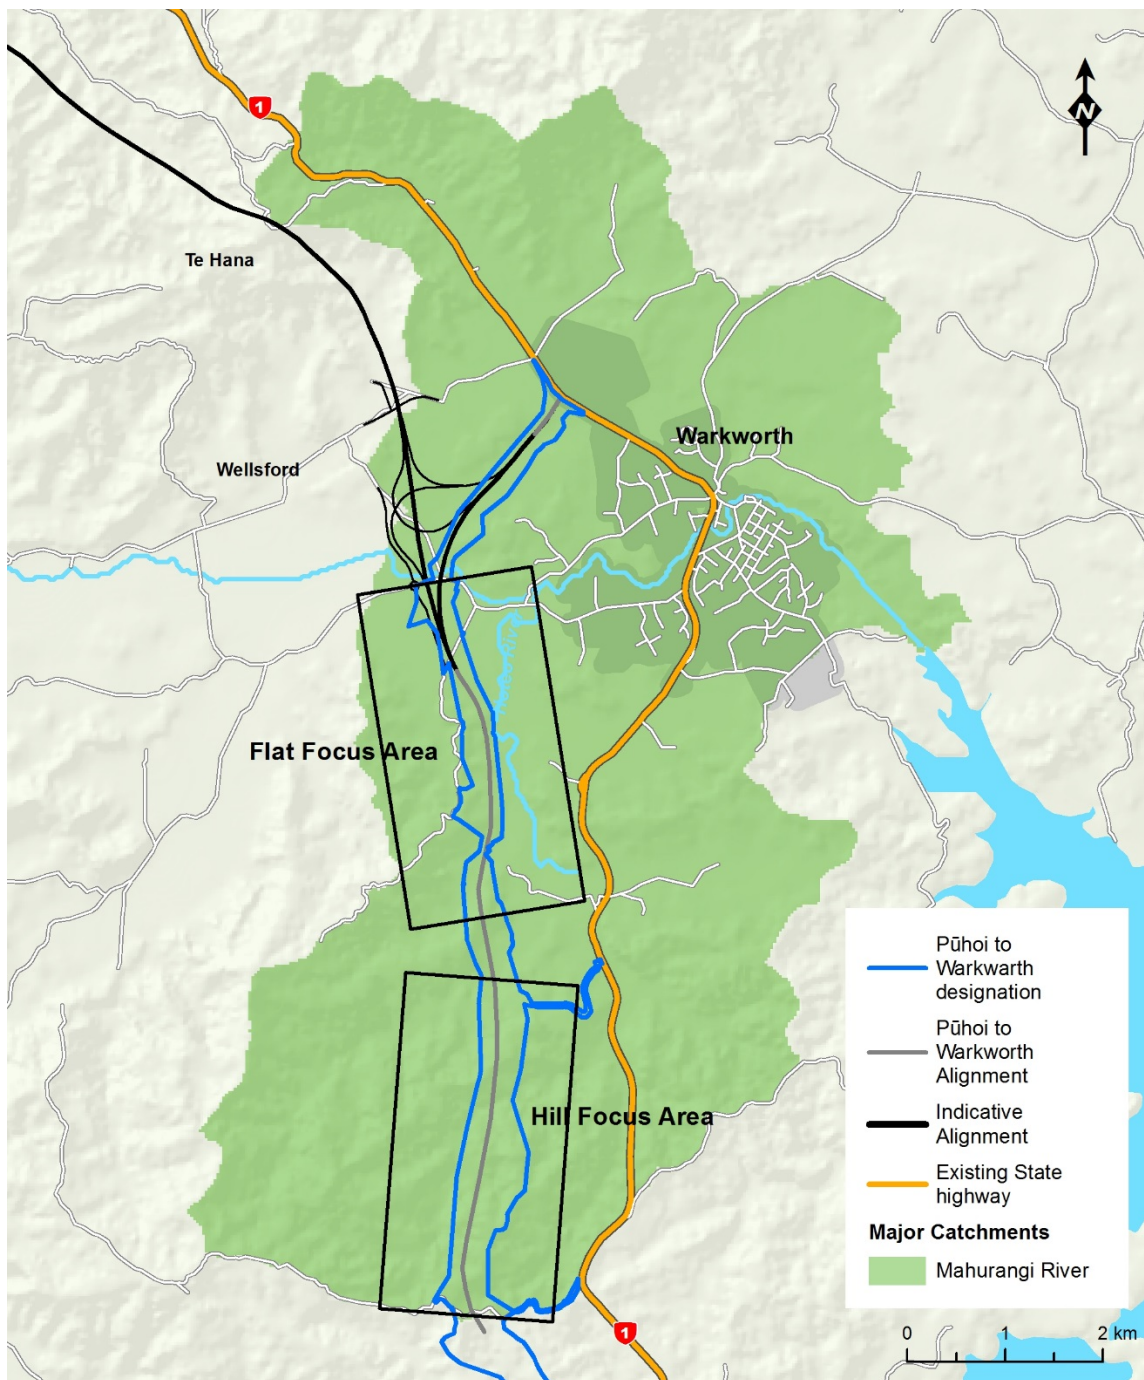 1
N
Te Hana
Warkworth
Wellsford
Flat Focus Area
Hill Focus Area
1
Pūhoi to
Warkwarth
designation
Pūhoi to
Warkworth
Alignment
Indicative
Alignment
Existing State
highway
Major Catchments
Mahurangi River
0 1 2 km